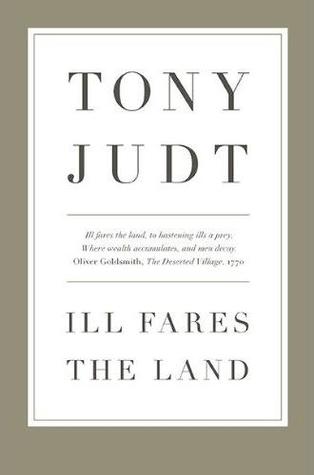 TONY
JUDT
Ill fares the land, to hastening ills a prey,
Where wealth accumulates, and men decay.
Oliver Goldsmith, The Deserted Village, 1770
ILL FARES
THE LAND